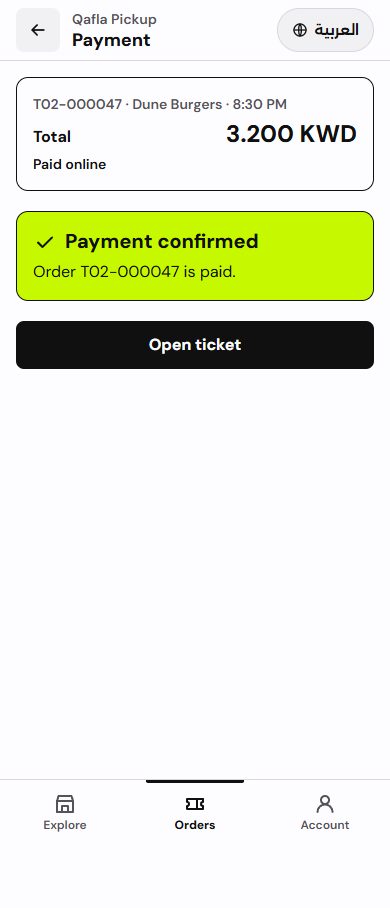 Qafla Pickup
Payment
العربية
T02-000047 · Dune Burgers · 8:30 PM
Total 3.200 KWD
Paid online
Payment confirmed
Order T02-000047 is paid.
Open ticket
Explore Orders Account